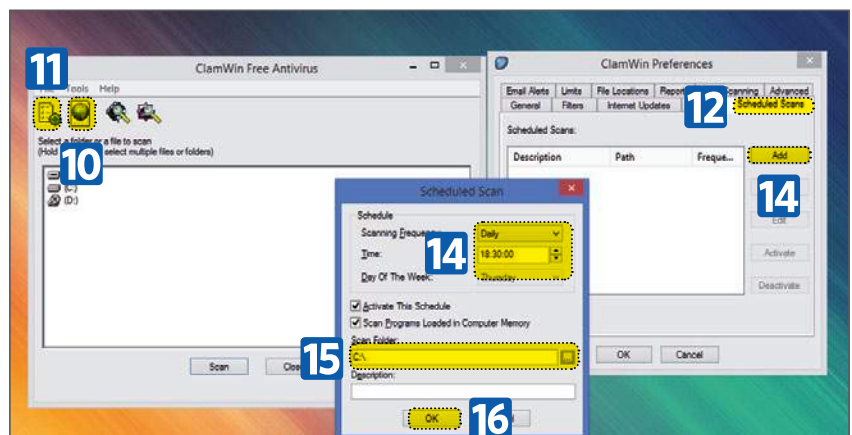 11
ClamWin Free Antivirus
Tools Help
Select a folder or a file to scan
(Hold select multiple files or folders)
10
(C:)
(D:)
Scan
ClamWin Preferences
Email Alerts Limits File Locations Advanced
General Filters Internet Updates Scheduled Scans
12
Scheduled Scans:
Description Path Freque... Add
14
Edit
Activate
Deactivate
OK Cancel
Scheduled Scan
Schedule
Scanning
Daily
14
Time: 18:30:00
Day Of The Week: Thursday
Activate This Schedule
Scan Programs Loaded in Computer Memory
Scan Folder:
15
C:\
Description:
OK
16